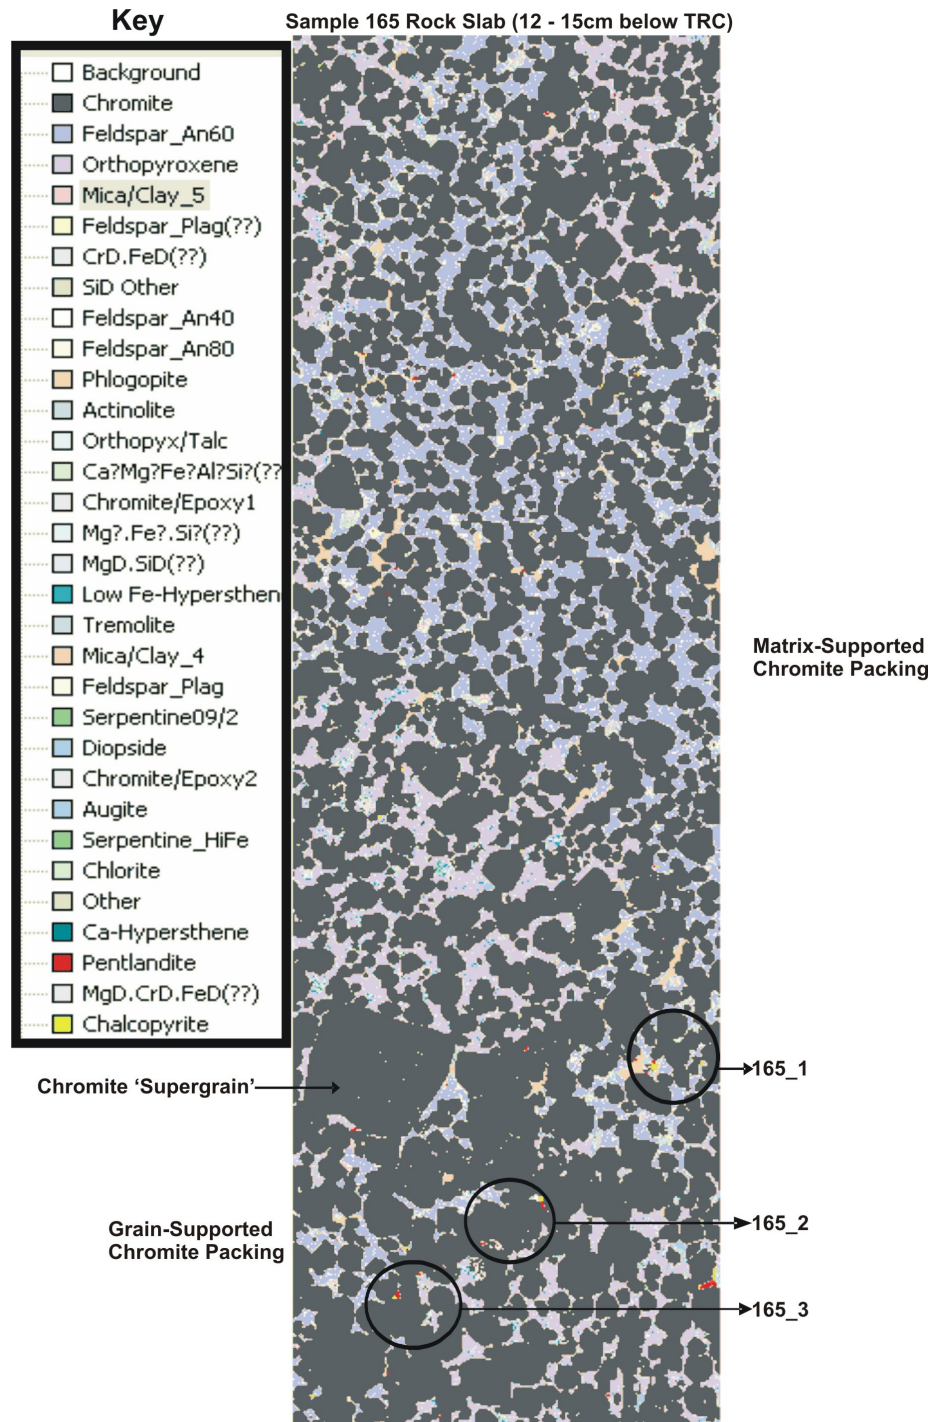 Key
Sample 165 Rock Slab (12 - 15cm below TRC)
Background
Chromite
Feldspar_An60
Orthopyroxene
Mica/Clay_5
Feldspar_Plag(??)
CrD.FeD(??)
SiD Other
Feldspar_An40
Feldspar_An80
Phlogopite
Actinolite
Orthopyx/Talc
Ca?Mg?Fe?Al?Si?(??
Chromite/Epoxy1
Mg?.Fe?.Si?(??)
MgD.SiD(??)
Low Fe-Hypersthen
Tremolite
Mica/Clay_4
Feldspar_Plag
Serpentine09/2
Diopside
Chromite/Epoxy2
Augite
Serpentine_HiFe
Chlorite
Other
Ca-Hypersthene
Pentlandite
MgD.CrD.FeD(??)
Chalcopyrite
Matrix-Supported
Chromite Packing
Chromite ‘Supergrain’
165_1
Grain-Supported
Chromite Packing
165_2
165_3